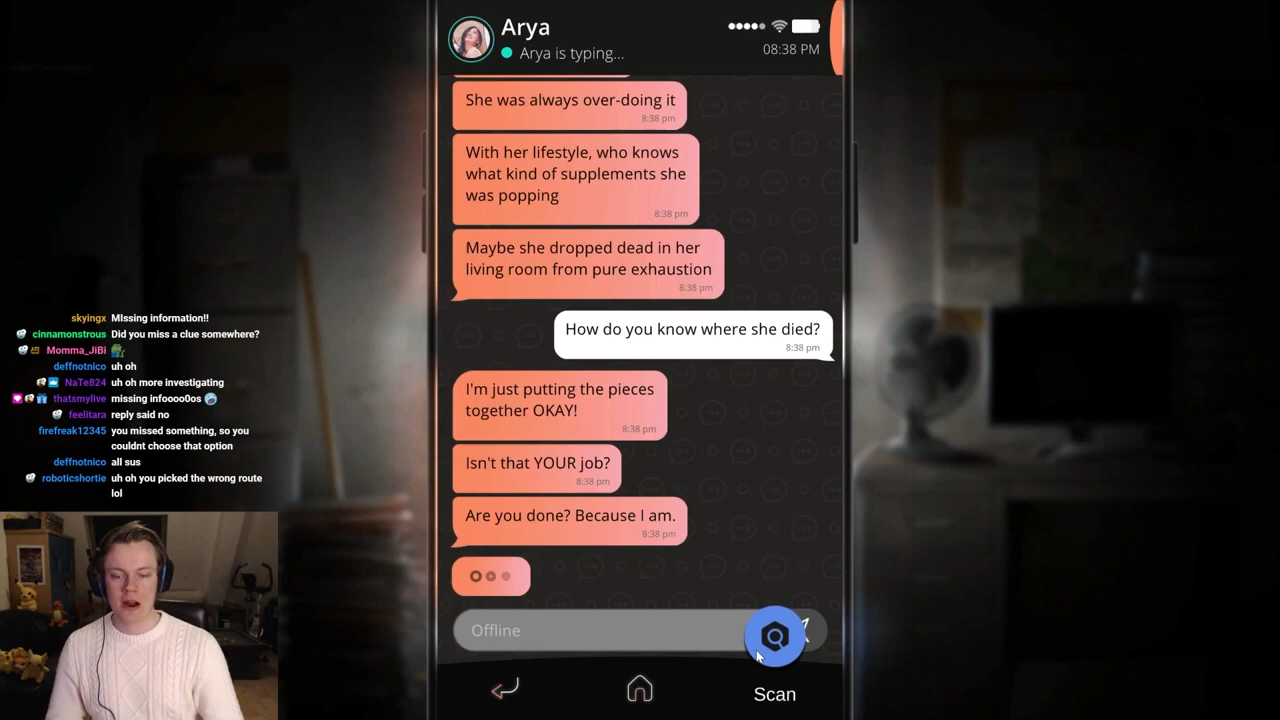 Arya
Arya is typing...
08:38 PM
She was always over-doing it
8:38 pm
With her lifestyle, who knows
what kind of supplements she
was popping
8:38 pm
Maybe she dropped dead in her
living room from pure exhaustion
8:38 pm
How do you know where she died?
8:38 pm
I'm just putting the pieces
together OKAY!
8:38 pm
Isn't that YOUR job?
8:38 pm
Are you done? Because I am.
8:38 pm
Offline
Scan
skyingx MIssing information!!
cinnamonstrous Did you miss a clue somewhere?
Momma_JiBi
deffnotnico uh oh
NaTe824 uh oh more investigating
thatsmylive missing infoooo0os
feelitara reply said no
firefreak12345 you missed something, so you
couldnt choose that option
deffnotnico all sus
roboticshortie uh oh you picked the wrong route
lol